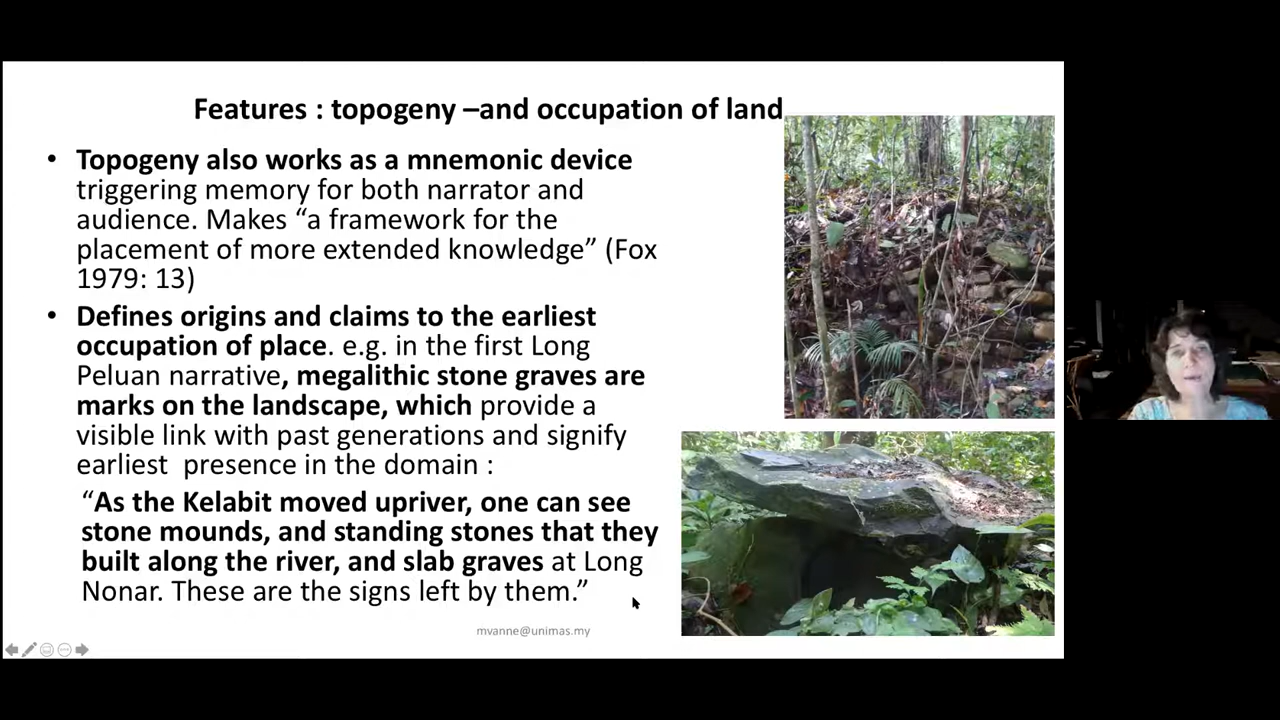 Features : topogeny –and occupation of land
• Topogeny also works as a mnemonic device
triggering memory for both narrator and
audience. Makes “a framework for the
placement of more extended knowledge” (Fox
1979: 13)
• Defines origins and claims to the earliest
occupation of place. e.g. in the first Long
Peluan narrative, megalithic stone graves are
marks on the landscape, which provide a
visible link with past generations and signify
earliest  presence in the domain :
“As the Kelabit moved upriver, one can see
stone mounds, and standing stones that they
built along the river, and slab graves at Long
Nonar. These are the signs left by them.”
mvanne@unimas.my